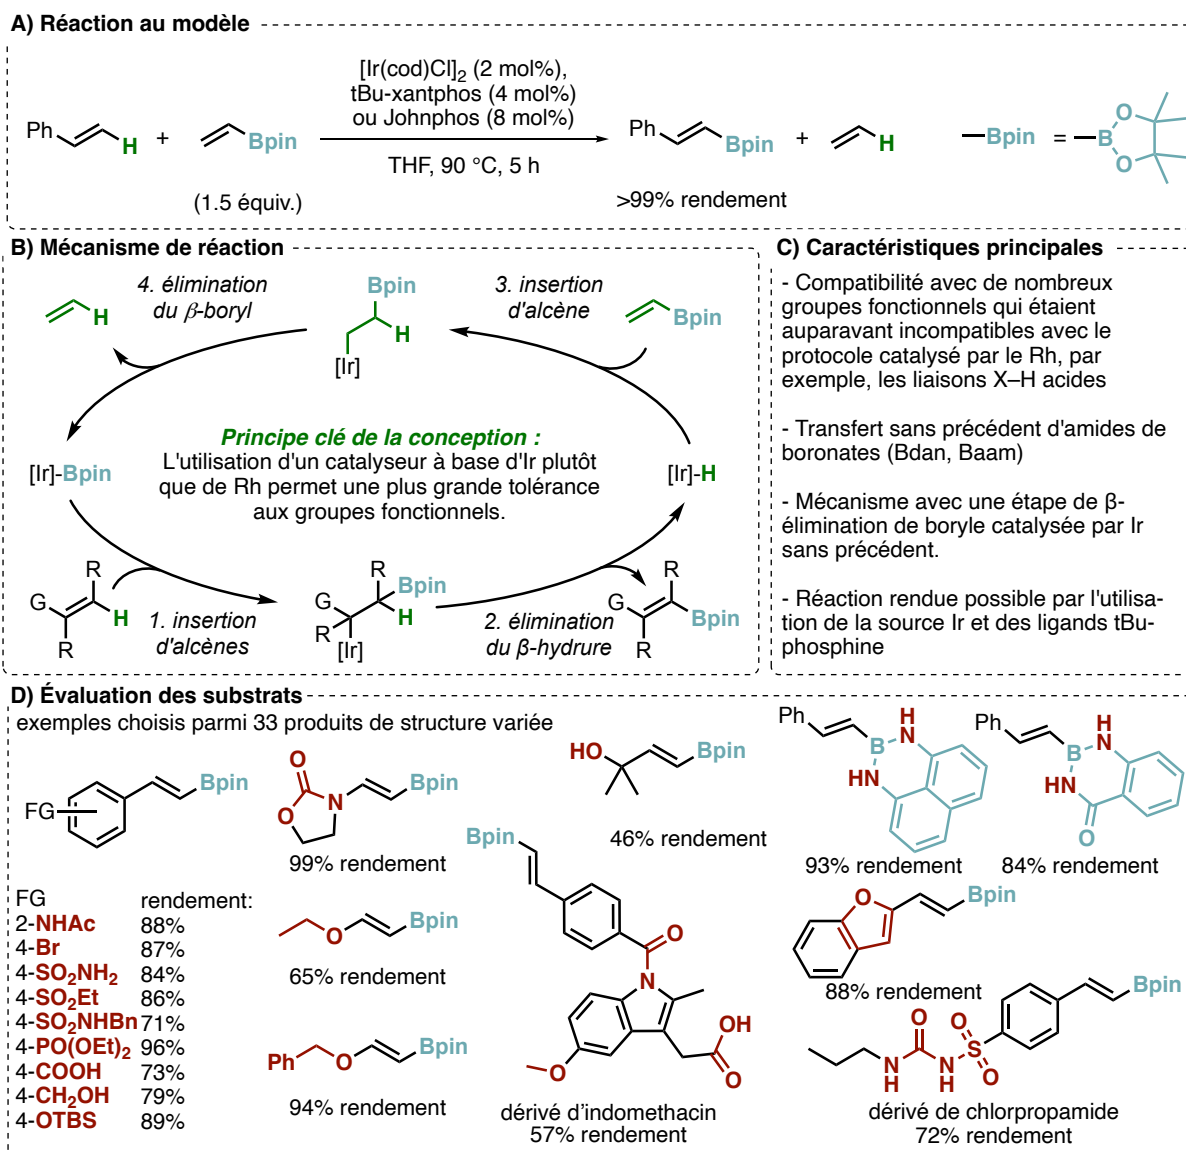 A) Réaction au modèle
[Ir(cod)Cl]2 (2 mol%),
tBu-xantphos (4 mol%)
ou Johnphos (8 mol%)
THF, 90 °C, 5 h
Ph
H
+
Bpin
(1.5 équiv.)
Ph
Bpin
+
H
>99% rendement
Bpin = B
O
O
B) Mécanisme de réaction
4. élimination
du β-boryl
H
Bpin
H
[Ir]
3. insertion
d'alcène
Bpin
[Ir]-Bpin
Principe clé de la conception :
L'utilisation d'un catalyseur à base d'Ir plutôt
que de Rh permet une plus grande tolérance
aux groupes fonctionnels.
[Ir]-H
R
G
H
R
1. insertion
d'alcènes
R
G
Bpin
H
R
[Ir]
2. élimination
du β-hydrure
R
G
Bpin
R
C) Caractéristiques principales
- Compatibilité avec de nombreux
groupes fonctionnels qui étaient
auparavant incompatibles avec le
protocole catalysé par le Rh, par
exemple, les liaisons X–H acides
- Transfert sans précédent d'amides de
boronates (Bdan, Baam)
- Mécanisme avec une étape de β-
élimination de boryle catalysée par Ir
sans précédent.
- Réaction rendue possible par l'utilisa-
tion de la source Ir et des ligands tBu-
phosphine
D) Évaluation des substrats
exemples choisis parmi 33 produits de structure variée
FG
Bpin
FG rendement:
2-NHAc 88%
4-Br 87%
4-SO2NH2 84%
4-SO2Et 86%
4-SO2NHBn 71%
4-PO(OEt)2 96%
4-COOH 73%
4-CH2OH 79%
4-OTBS 89%
O
O
N
Bpin
99% rendement
O
Bpin
65% rendement
Ph
O
Bpin
94% rendement
HO
Bpin
46% rendement
Bpin
O
N
OH
O
O
dérivé d'indomethacin
57% rendement
Ph
B
H
N
HN
93% rendement
Ph
B
H
N
HN
O
84% rendement
O
Bpin
88% rendement
Bpin
O
O
S
O
N
H
N
H
dérivé de chlorpropamide
72% rendement